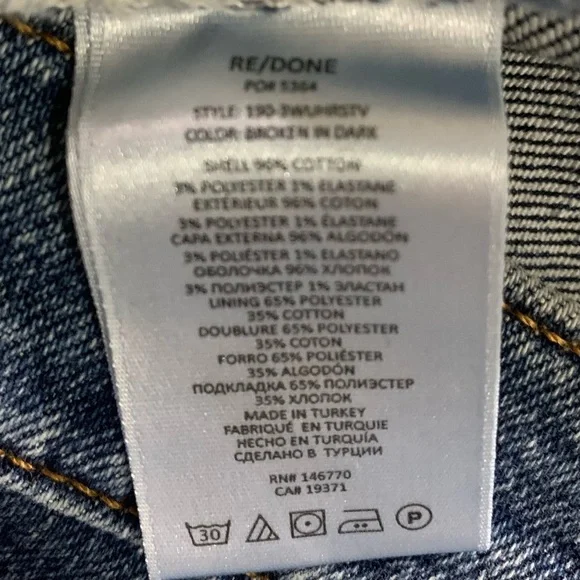 RE/DONE
PO# 5364
STYLE: 190-3WUHRSTV
COLOR: BROKEN IN DARK
SHELL 96% COTTON
3% POLYESTER 1% ELASTANE
EXTÉRIEUR 96% COTON
3% POLYESTER 1% ÉLASTANE
CAPA EXTERNA 96% ALGODÓN
3% POLIÉSTER 1% ELASTANO
ОБОЛОЧКА 96% ХЛОПОК
3% ПОЛИЭСТЕР 1% ЭЛАСТАН
LINING 65% POLYESTER
35% COTTON
DOUBLURE 65% POLYESTER
35% COTON
FORRO 65% POLIÉSTER
35% ALGODÓN
ПОДКЛАДКА 65% ПОЛИЭСТЕР
35% ХЛОПОК
MADE IN TURKEY
FABRIQUÉ EN TURQUIE
HECHO EN TURQUÍA
СДЕЛАНО В ТУРЦИИ
RN# 146770
CA# 19371
30 P